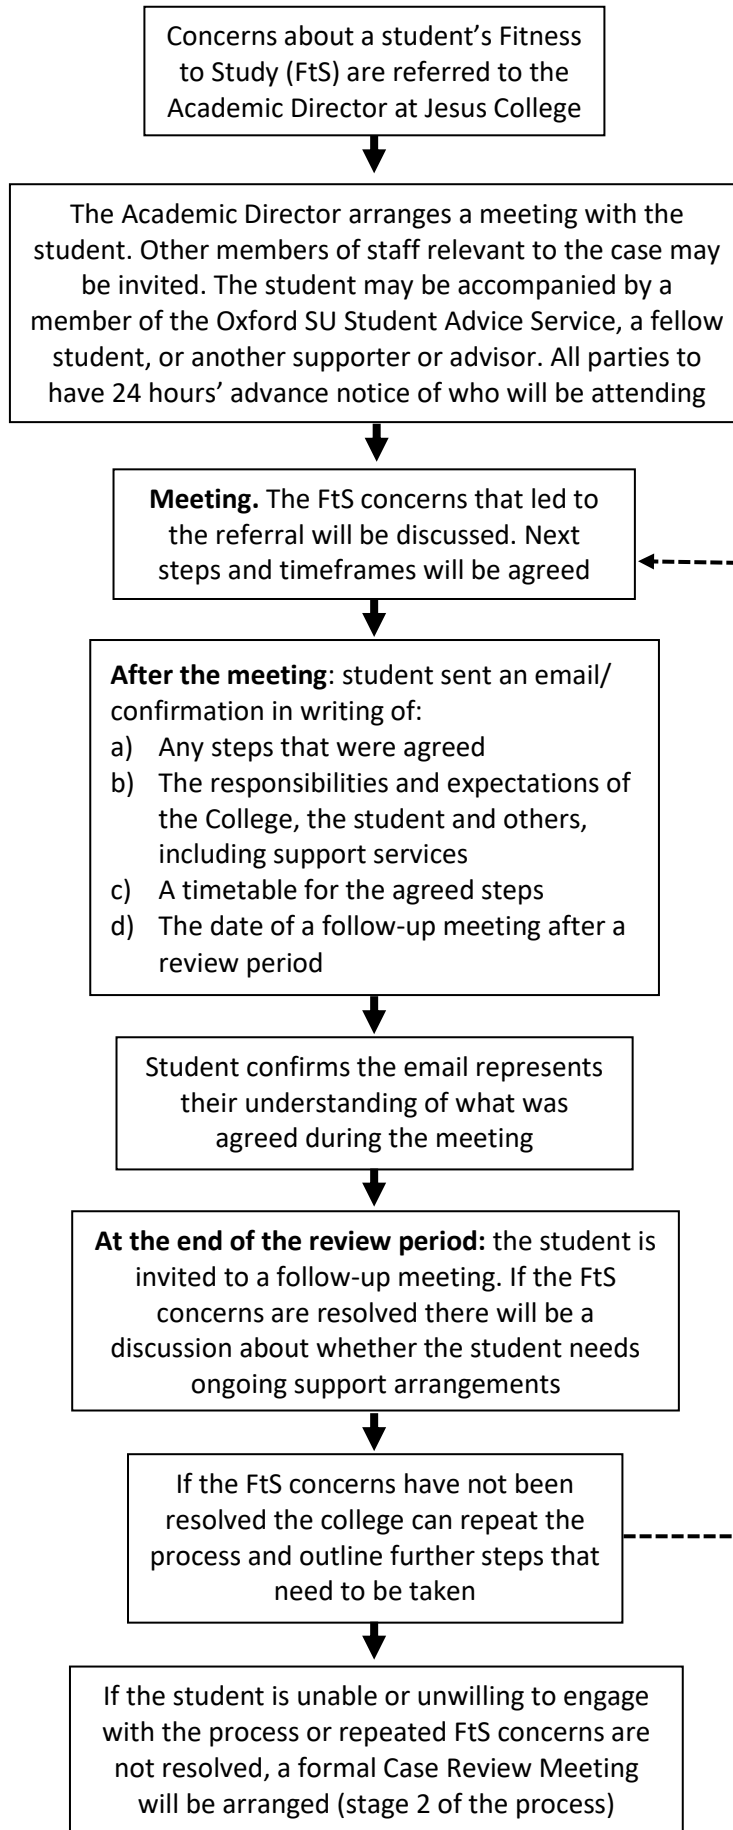 Concerns about a student’s Fitness
to Study (FtS) are referred to the
Academic Director at Jesus College
The Academic Director arranges a meeting with the
student. Other members of staff relevant to the case may
be invited. The student may be accompanied by a
member of the Oxford SU Student Advice Service, a fellow
student, or another supporter or advisor. All parties to
have 24 hours’ advance notice of who will be attending
Meeting. The FtS concerns that led to
the referral will be discussed. Next
steps and timeframes will be agreed
After the meeting: student sent an email/
confirmation in writing of:
a) Any steps that were agreed
b) The responsibilities and expectations of
the College, the student and others,
including support services
c) A timetable for the agreed steps
d) The date of a follow-up meeting after a
review period
Student confirms the email represents
their understanding of what was
agreed during the meeting
At the end of the review period: the student is
invited to a follow-up meeting. If the FtS
concerns are resolved there will be a
discussion about whether the student needs
ongoing support arrangements
If the FtS concerns have not been
resolved the college can repeat the
process and outline further steps that
need to be taken
If the student is unable or unwilling to engage
with the process or repeated FtS concerns are
not resolved, a formal Case Review Meeting
will be arranged (stage 2 of the process)